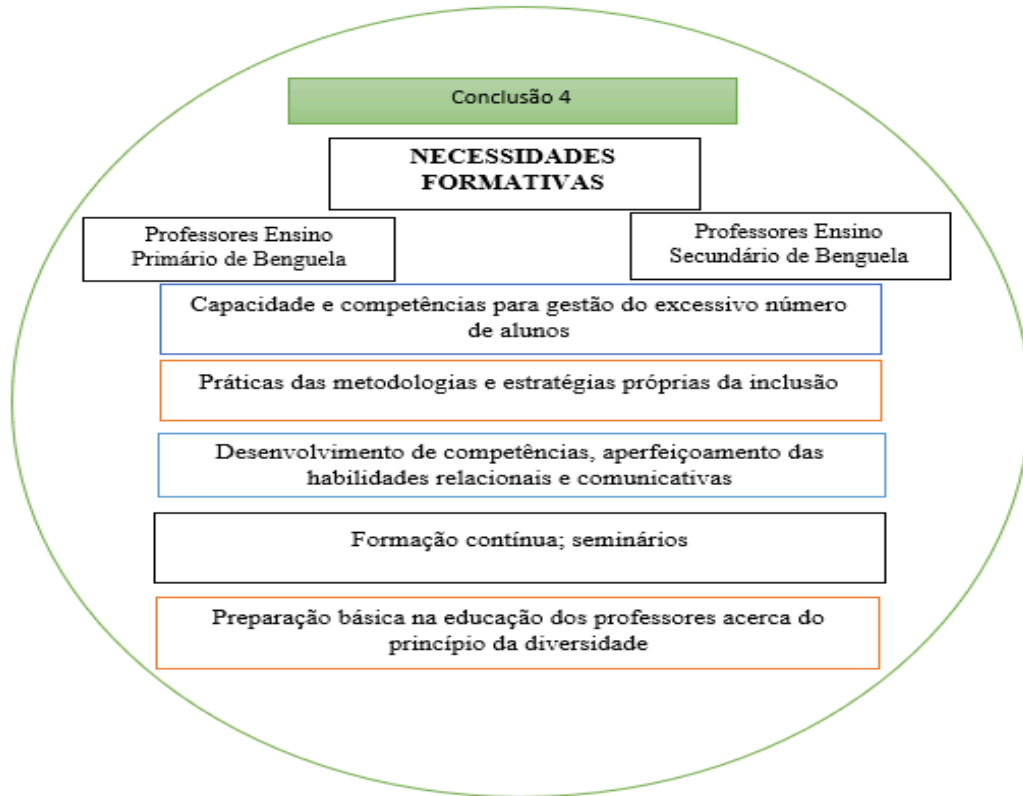 Conclusão 4
NECESSIDADES
FORMATIVAS
Professores Ensino
Primário de Benguela
Professores Ensino
Secundário de Benguela
Capacidade e competências para gestão do excessivo número
de alunos
Práticas das metodologias e estratégias próprias da inclusão
Desenvolvimento de competências, aperfeiçoamento das
habilidades relacionais e comunicativas
Formação contínua; seminários
Preparação básica na educação dos professores acerca do
princípio da diversidade